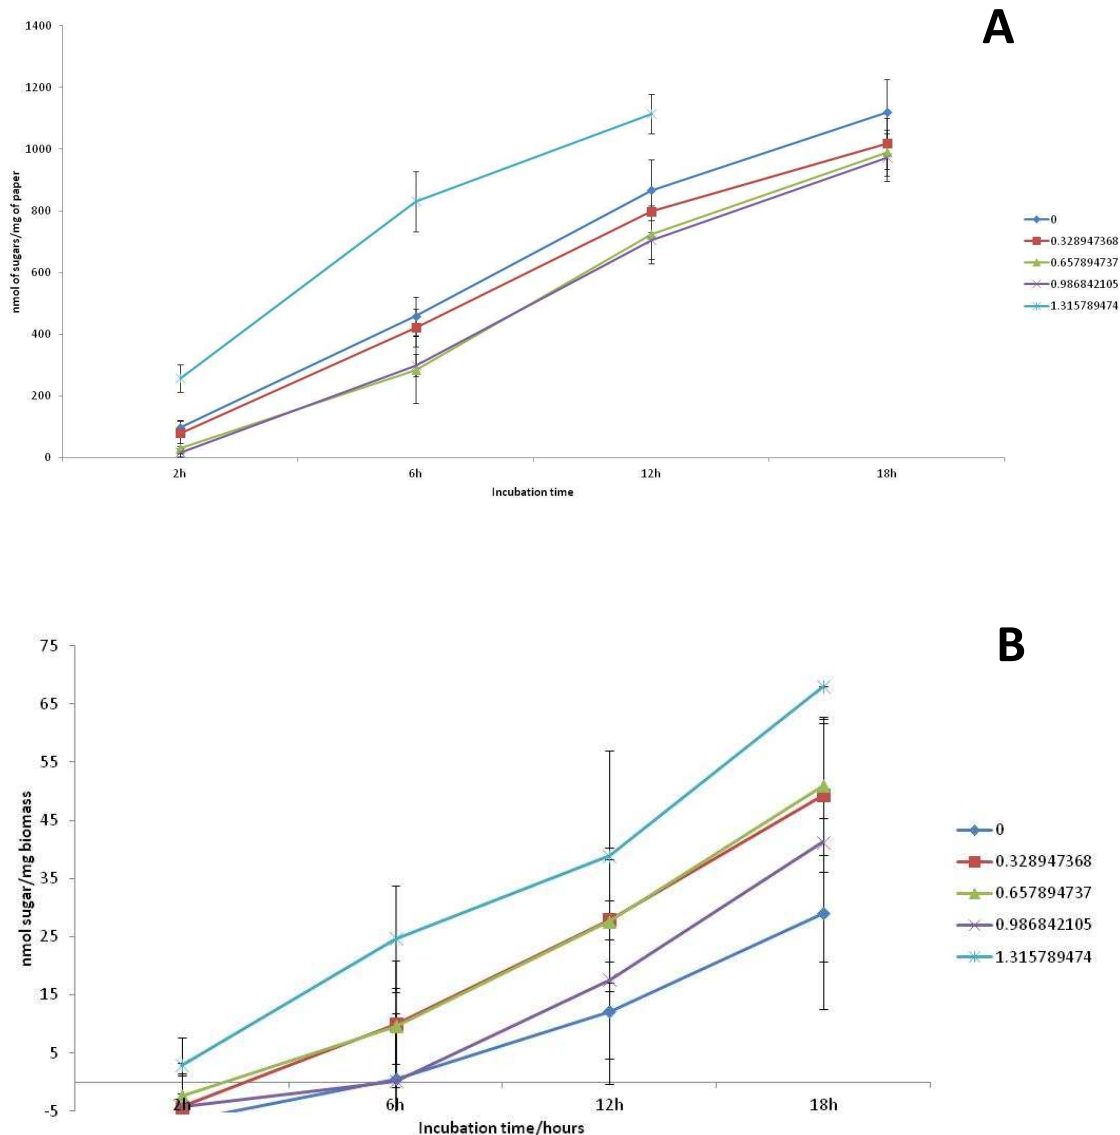 A
1400
1200
1000
800
600
400
200
0
nmol of sugars/mg of paper
2h
6h
12h
18h
Incubation time
0
0.328947368
0.657894737
0.986842105
1.315789474
B
75
65
55
45
35
25
15
5
-5
nmol sugar/mg biomass
2h
6h
12h
18h
Incubation time/hours
0
0.328947368
0.657894737
0.986842105
1.315789474